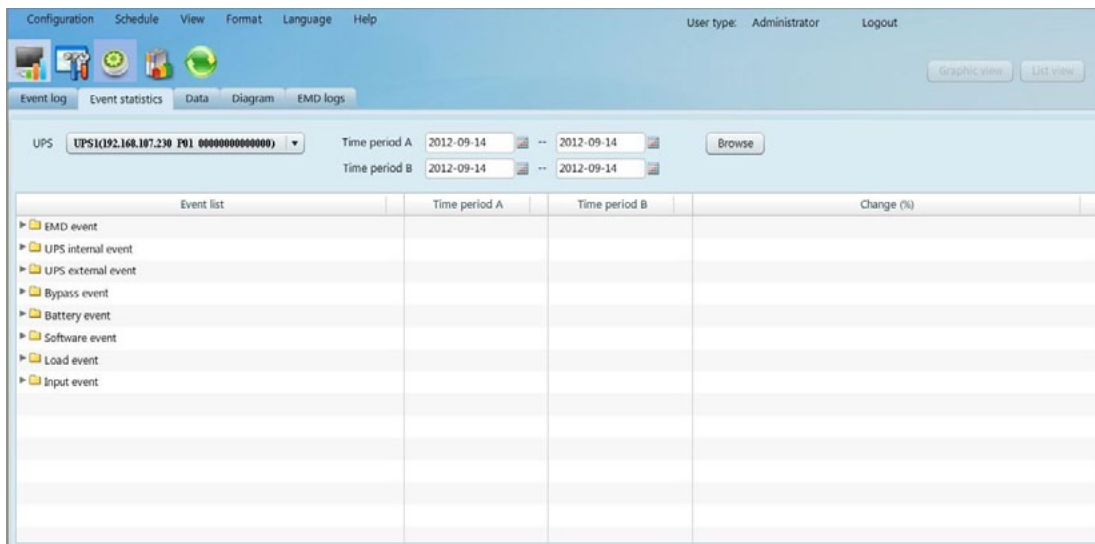 Configuration Schedule View Format Language Help User type: Administrator Logout
Graphic view List view
Event log Event statistics Data Diagram EMD logs
UPS UPS1(192.168.107.230 P01 00000000000000) Time period A 2012-09-14 -- 2012-09-14 Browse
Time period B 2012-09-14 -- 2012-09-14
Event list Time period A Time period B Change (%)
EMD event
UPS internal event
UPS external event
Bypass event
Battery event
Software event
Load event
Input event